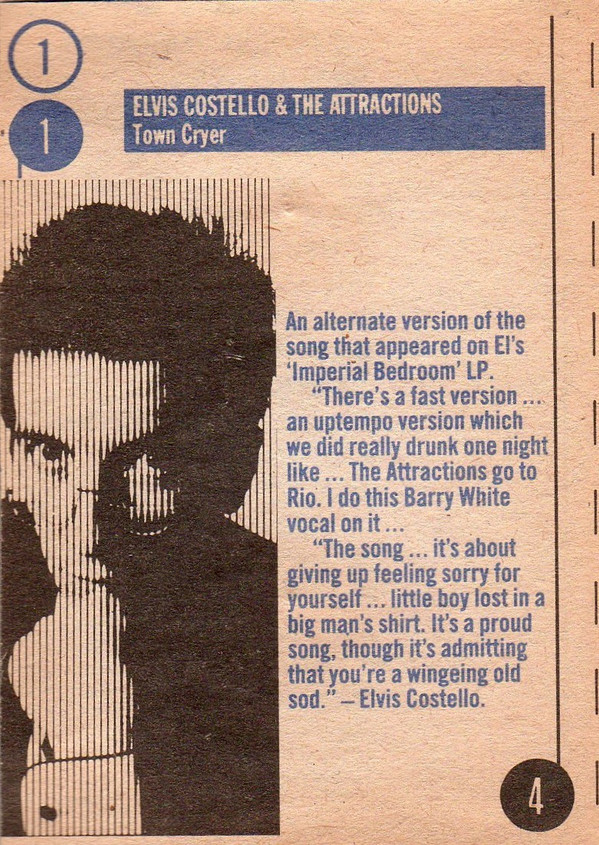 1
1
ELVIS COSTELLO & THE ATTRACTIONS
Town Cryer
An alternate version of the
song that appeared on El's
‘Imperial Bedroom’ LP.
“There's a fast version ...
an uptempo version which
we did really drunk one night
like ... The Attractions go to
Rio. I do this Barry White
vocal on it ...
“The song ... it's about
giving up feeling sorry for
yourself ... little boy lost in a
big man's shirt. It's a proud
song, though it's admitting
that you're a wingeing old
sod.” – Elvis Costello.
4